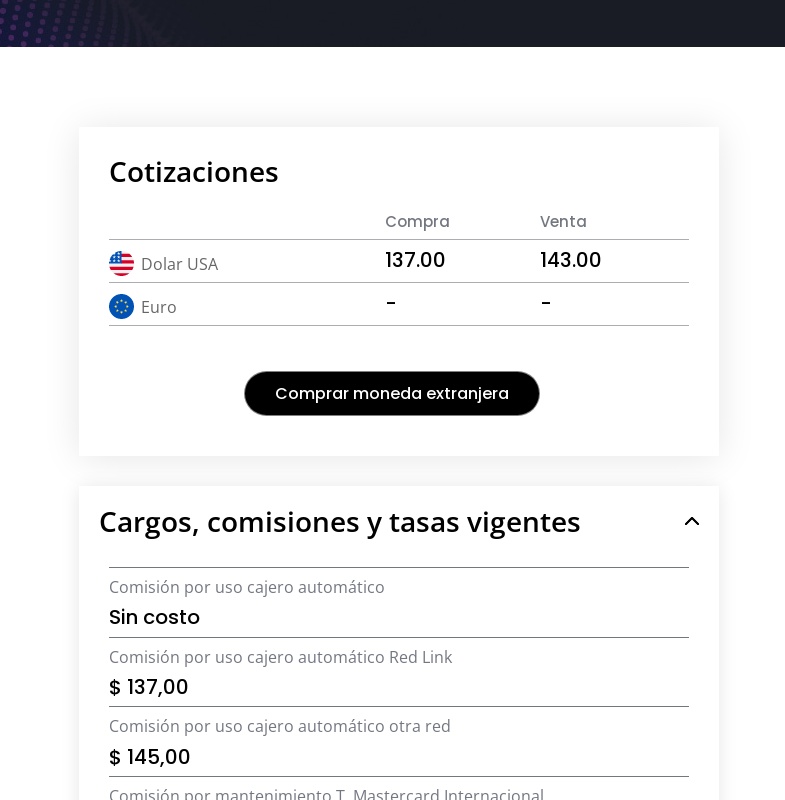 Cotizaciones
Compra Venta
Dolar USA 137.00 143.00
Euro - -
Comprar moneda extranjera
Cargos, comisiones y tasas vigentes
Comisión por uso cajero automático
Sin costo
Comisión por uso cajero automático Red Link
$ 137,00
Comisión por uso cajero automático otra red
$ 145,00
Comisión por mantenimiento T. Mastercard Internacional